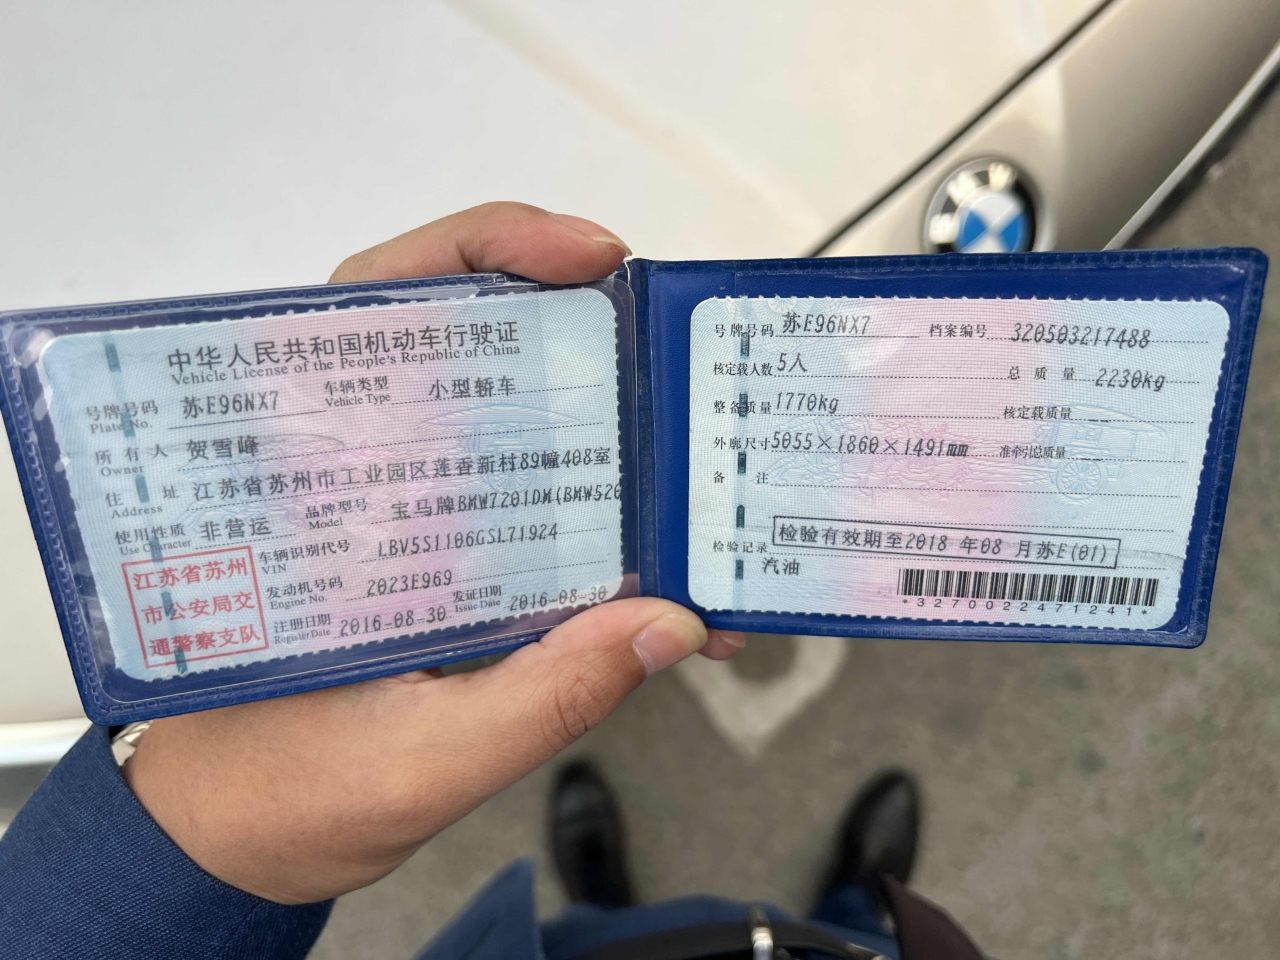 中华人民共和国机动车行驶证
Vehicle License of the People's Republic of China
号牌号码 苏E96NX7 车辆类型 小型轿车
Plate No. Vehicle Type
所有人 贺雪峰
Owner
住址 江苏省苏州市工业园区莲香新村89幢408室
Address
使用性质 非营运 品牌型号 宝马牌BMW7201DM(BMW520
Use Character Model
江苏省苏州
市公安局交
通警察支队
车辆识别代号 LBV5S1106GSL71924
VIN
发动机号码 2023E969
Engine No.
注册日期 2016-08-30 发证日期 2016-08-30
Register Date Issue Date
号牌号码 苏E96NX7 档案编号 320503217488
核定载人数 5人 总质量 2230kg
整备质量 1770kg 核定载质量
外廓尺寸 5055×1860×1491mm 准牵引总质量
备注
检验有效期至2018 年08 月苏E(01)
检验记录
汽油
*3270022471241*